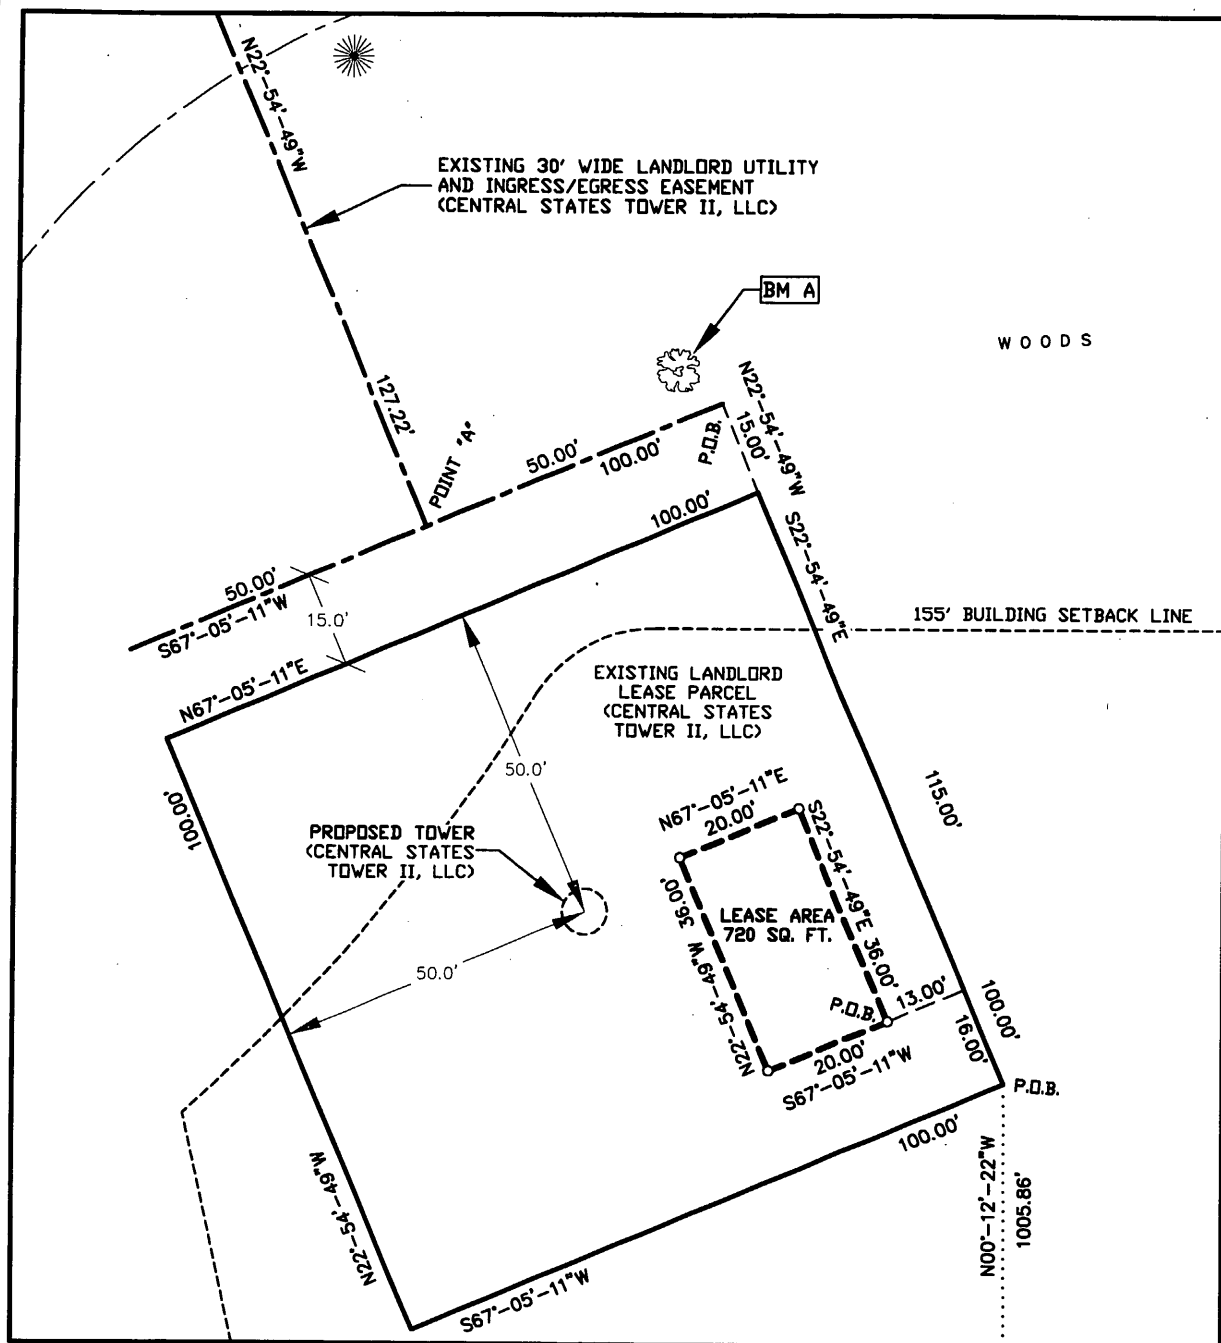 N22°-54'-49"W
EXISTING 30' WIDE LANDLORD UTILITY
AND INGRESS/EGRESS EASEMENT
(CENTRAL STATES TOWER II, LLC)
BM A
WOODS
127.22'
POINT "A"
50.00'
100.00'
P.O.B.
15.00'
N22°-54'-49"W
100.00'
S22°-54'-49"E
50.00'
S67°-05'-11"W
15.0'
155' BUILDING SETBACK LINE
N67°-05'-11"E
EXISTING LANDLORD
LEASE PARCEL
(CENTRAL STATES
TOWER II, LLC)
50.0'
100.00'
115.00'
N67°-05'-11"E
20.00'
PROPOSED TOWER
(CENTRAL STATES
TOWER II, LLC)
S22°-54'-49"E
36.00'
36.00'
N22°-54'-49"W
LEASE AREA
720 SQ. FT.
50.0'
P.O.B.
13.00'
100.00'
16.00'
20.00'
S67°-05'-11"W
P.O.B.
100.00'
N22°-54'-49"W
N00°-12'-22"W
1005.86'
S67°-05'-11"W